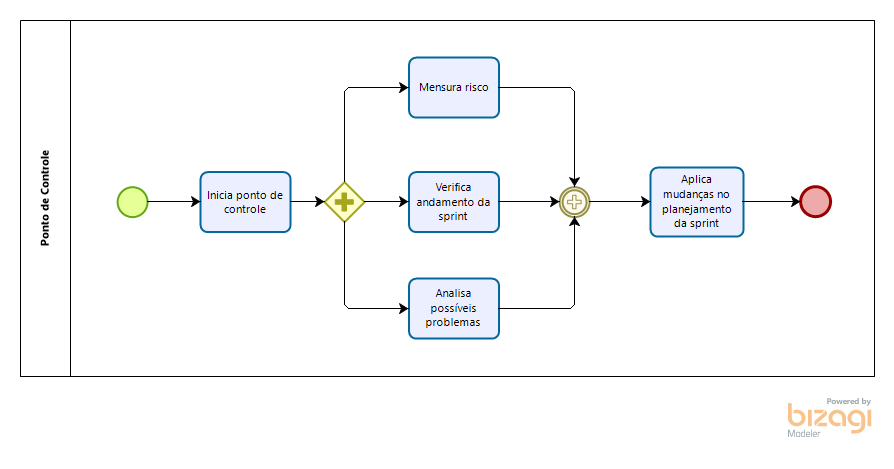 Ponto de Controle
Inicia ponto de
controle
Mensura risco
Verifica
andamento da
sprint
Analisa
possíveis
problemas
Aplica
mudanças no
planejamento
da sprint
Powered by
bizagi
Modeler